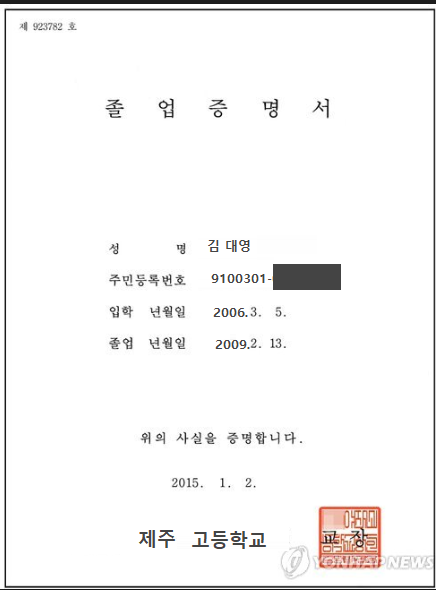 제 923782 호
졸 업 증 명 서
성 명 김 대영
주민등록번호 9100301-
입학 년월일 2006.3. 5.
졸업 년월일 2009.2. 13.
위의 사실을 증명합니다.
2015. 1. 2.
제주 고등학교 교 장
YONHAP NEWS